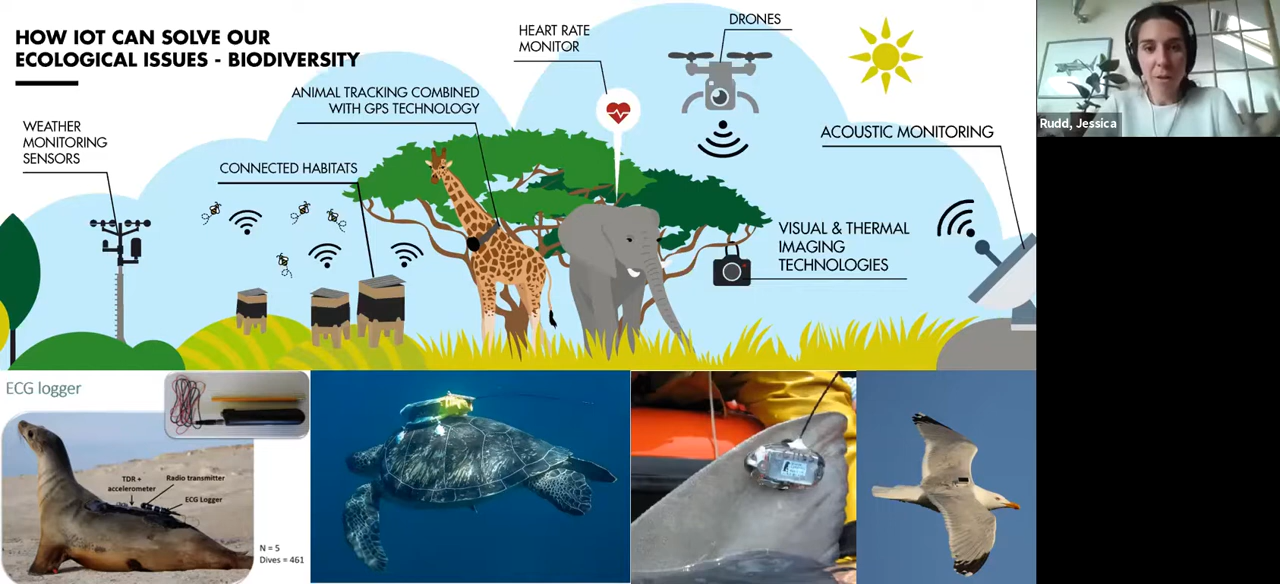 HOW IOT CAN SOLVE OUR
ECOLOGICAL ISSUES - BIODIVERSITY
HEART RATE
MONITOR
DRONES
ANIMAL TRACKING COMBINED
WITH GPS TECHNOLOGY
WEATHER
MONITORING
SENSORS
CONNECTED HABITATS
ACOUSTIC MONITORING
VISUAL & THERMAL
IMAGING
TECHNOLOGIES
Rudd, Jessica
ECG logger
TDR +
accelerometer
Radio transmitter
ECG Logger
N = 5
Dives = 461